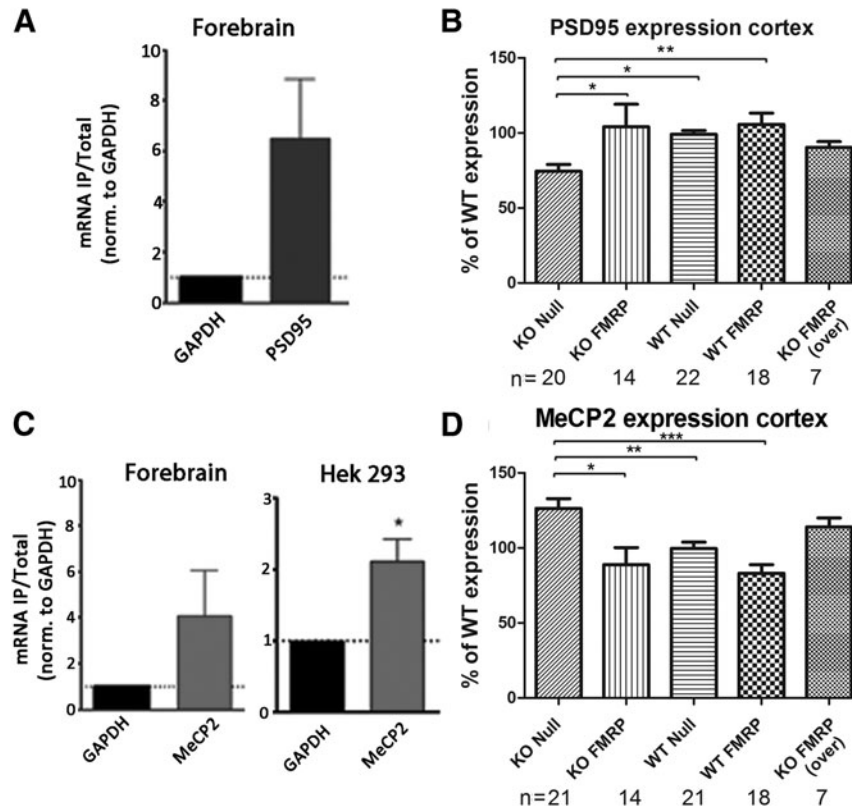 A
Forebrain
mRNA IP/Total
(norm. to GAPDH)
10
8
6
4
2
0
GAPDH
PSD95
B
PSD95 expression cortex
% of WT expression
150
100
50
0
**
*
*
KO Null
KO FMRP
WT Null
WT FMRP
KO FMRP
(over)
n= 20 14 22 18 7
C
Forebrain
mRNA IP/Total
(norm. to GAPDH)
10
8
6
4
2
0
GAPDH
MeCP2
Hek 293
3
2
1
0
*
GAPDH
MeCP2
D
MeCP2 expression cortex
% of WT expression
150
100
50
0
***
**
*
KO Null
KO FMRP
WT Null
WT FMRP
KO FMRP
(over)
n=21 14 21 18 7